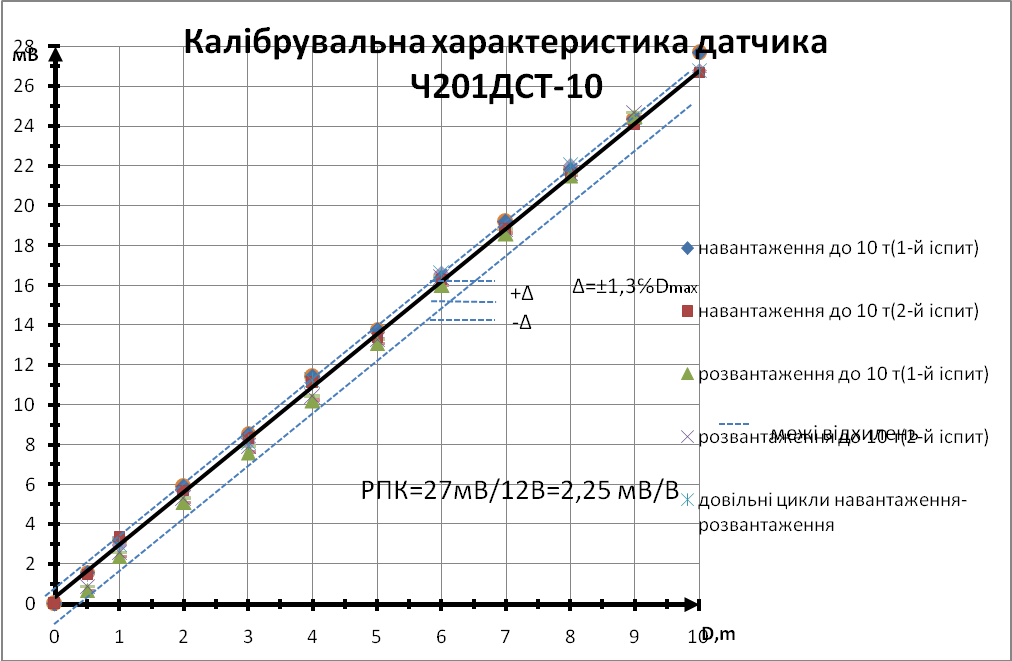 Калібрувальна характеристика датчика
Ч201ДСТ-10
мВ
28
26
24
22
20
18
16
14
12
10
8
6
4
2
0
0 1 2 3 4 5 6 7 8 9 10
D,m
+Δ
-Δ
Δ=±1,3%Dmax
РПК=27мВ/12В=2,25 мВ/В
навантаження до 10 т(1-й іспит)
навантаження до 10 т(2-й іспит)
розвантаження до 10 т(1-й іспит)
межі відхилень
розвантаження до 10 т(2-й іспит)
довільні цикли навантаження-
розвантаження